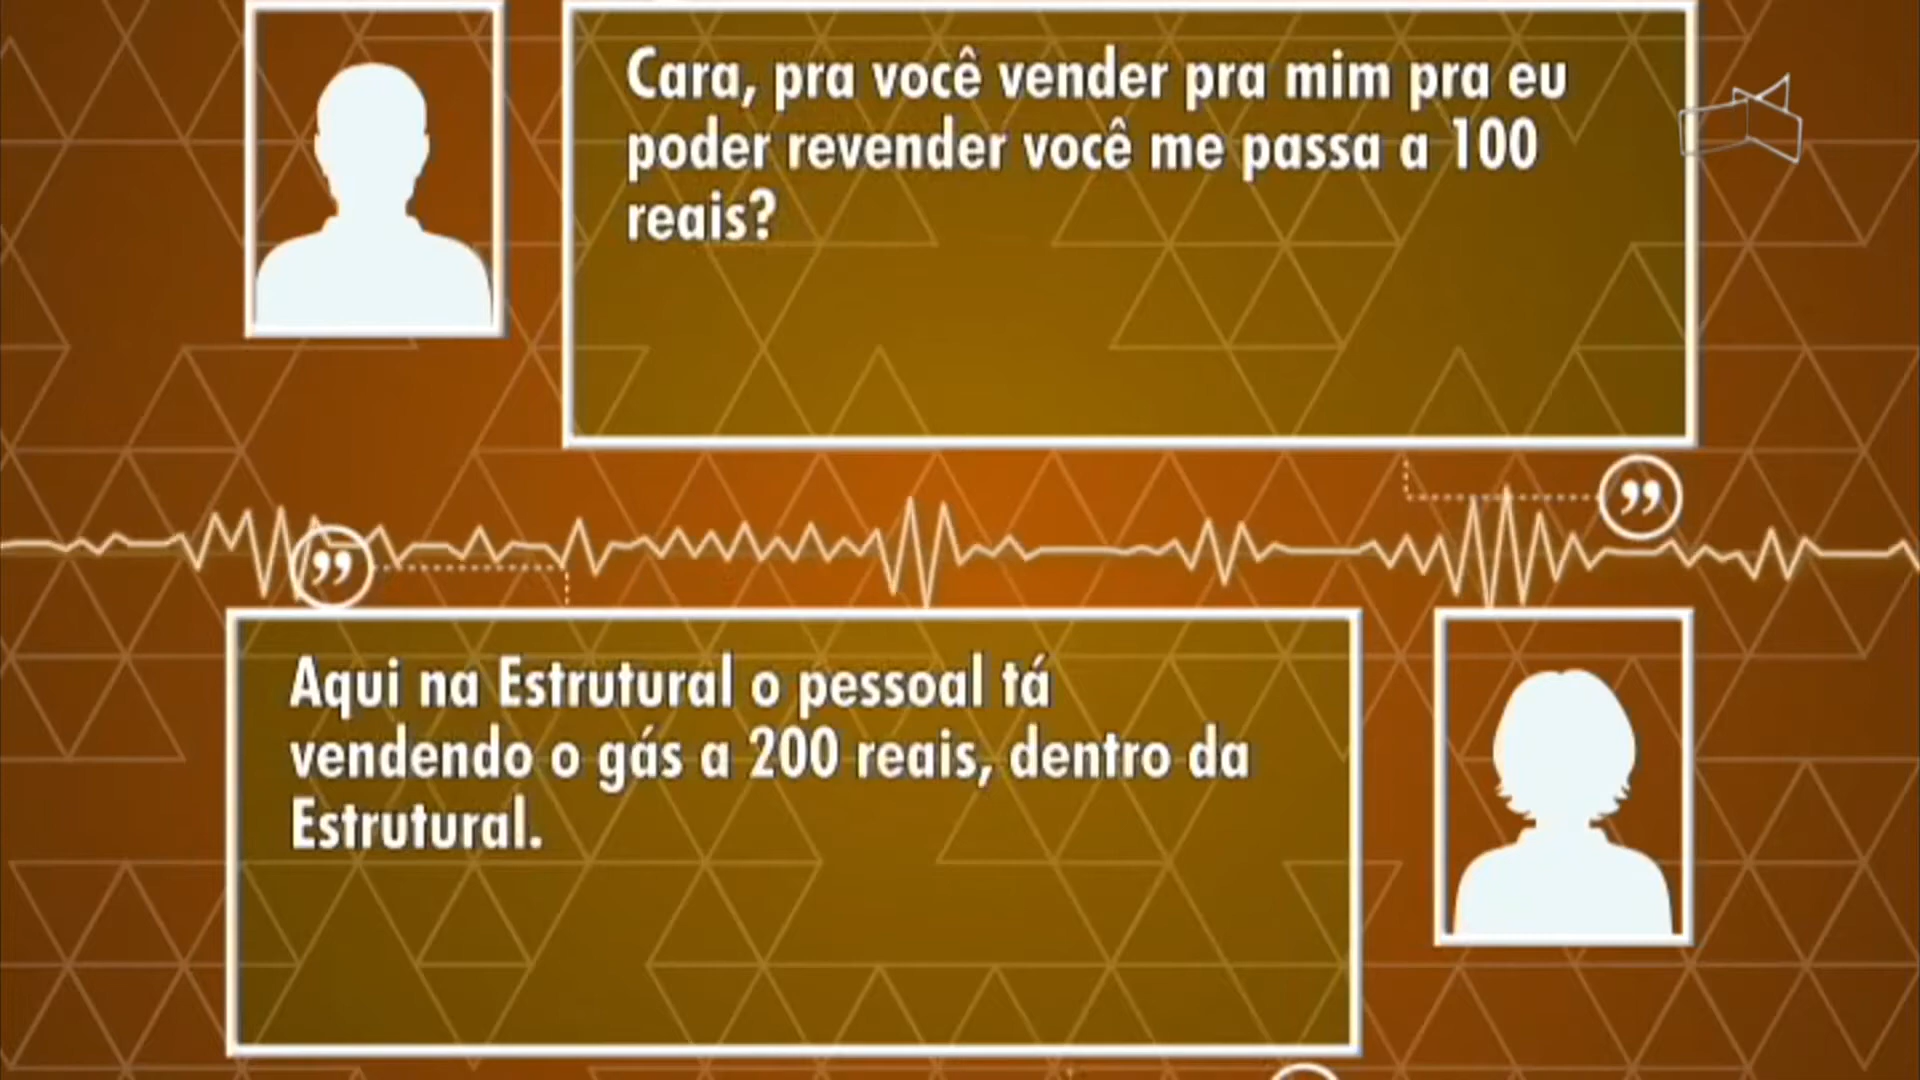 Cara, pra você vender pra mim pra eu
poder revender você me passa a 100
reais?
Aqui na Estrutural o pessoal tá
vendendo o gás a 200 reais, dentro da
Estrutural.